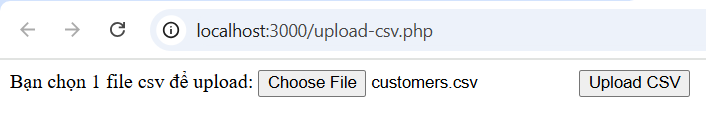 localhost:3000/upload-csv.php
Bạn chọn 1 file csv để upload: Choose File customers.csv Upload CSV